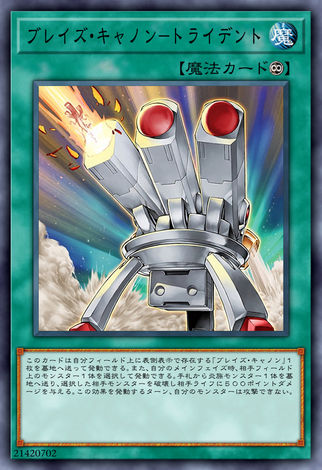 ブレイズ・キャノン－トライデント
魔
【魔法カード】
このカードは自分フィールド上に表側表示で存在する「ブレイズ・キャノン」１
枚を墓地へ送って発動できる。また、自分のメインフェイズ時、相手フィールド
上のモンスター１体を選択して発動できる。手札から炎族モンスター１体を墓
地へ送り、選択した相手モンスターを破壊し相手ライフに５００ポイントダメ
ージを与える。この効果を発動するターン、自分のモンスターは攻撃できない。
21420702